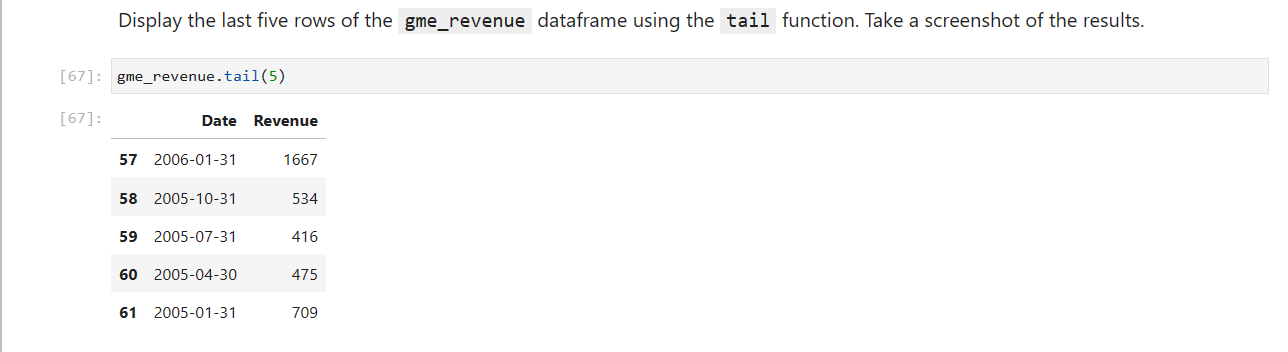 Display the last five rows of the gme_revenue dataframe using the tail function. Take a screenshot of the results.
[67]: gme_revenue.tail(5)
[67]:
Date Revenue
57 2006-01-31 1667
58 2005-10-31 534
59 2005-07-31 416
60 2005-04-30 475
61 2005-01-31 709